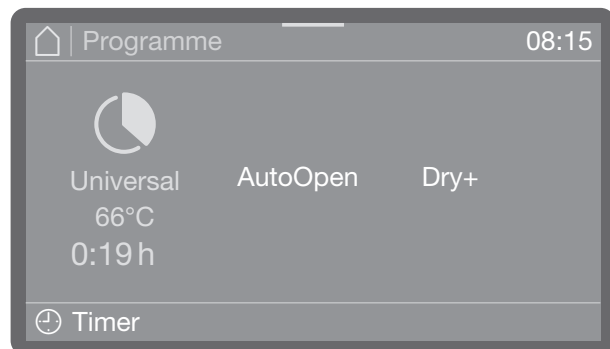 Programme 08:15
Universal AutoOpen Dry+
66°C
0:19 h
Timer